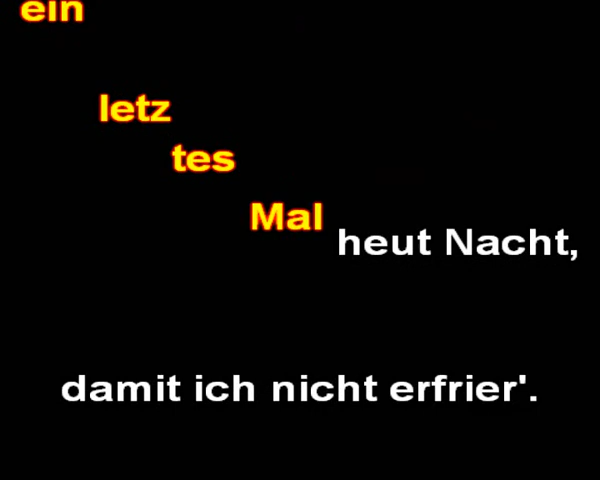 ein
letz
tes
Mal
heut Nacht,
damit ich nicht erfrier'.